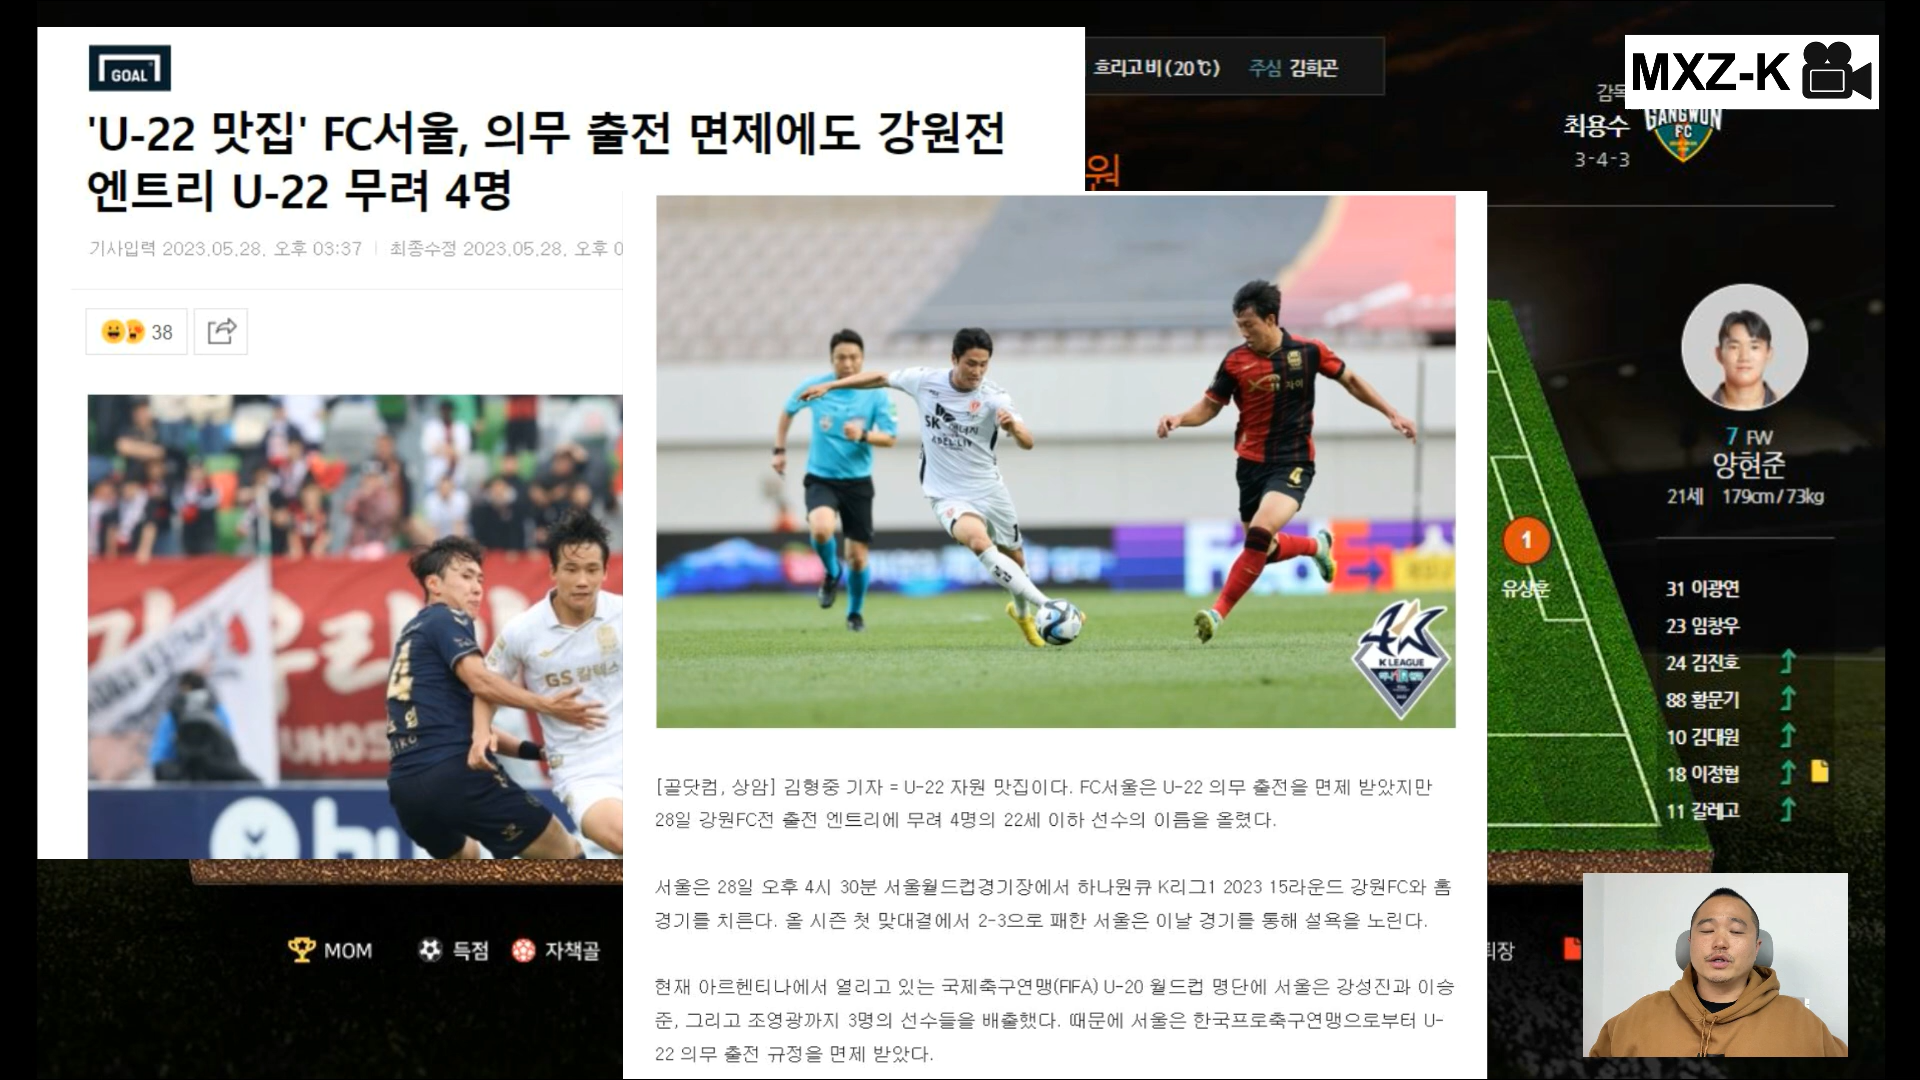 GOAL
'U-22 맛집' FC서울, 의무 출전 면제에도 강원전
엔트리 U-22 무려 4명
기사입력 2023.05.28. 오후 03:37 | 최종수정 2023.05.28. 오후 0
38
흐리고 비 (20℃) 주심 김희곤
MXZ-K
최용수
3-4-3
GANGWON
FC
원
4
GS 칼텍스
SK 에너지
자이
4
K LEAGUE
7 FW
양현준
21세 179cm/73kg
1
유상훈
31 이광연
23 임창우
24 김진호
88 황문기
10 김대원
18 이정협
11 갈레고
[골닷컴, 상암] 김형중 기자 = U-22 자원 맛집이다. FC서울은 U-22 의무 출전을 면제 받았지만
28일 강원FC전 출전 엔트리에 무려 4명의 22세 이하 선수의 이름을 올렸다.
서울은 28일 오후 4시 30분 서울월드컵경기장에서 하나원큐 K리그1 2023 15라운드 강원FC와 홈
경기를 치른다. 올 시즌 첫 맞대결에서 2-3으로 패한 서울은 이날 경기를 통해 설욕을 노린다.
현재 아르헨티나에서 열리고 있는 국제축구연맹(FIFA) U-20 월드컵 명단에 서울은 강성진과 이승
준, 그리고 조영광까지 3명의 선수들을 배출했다. 때문에 서울은 한국프로축구연맹으로부터 U-
22 의무 출전 규정을 면제 받았다.
MOM 득점 자책골
퇴장